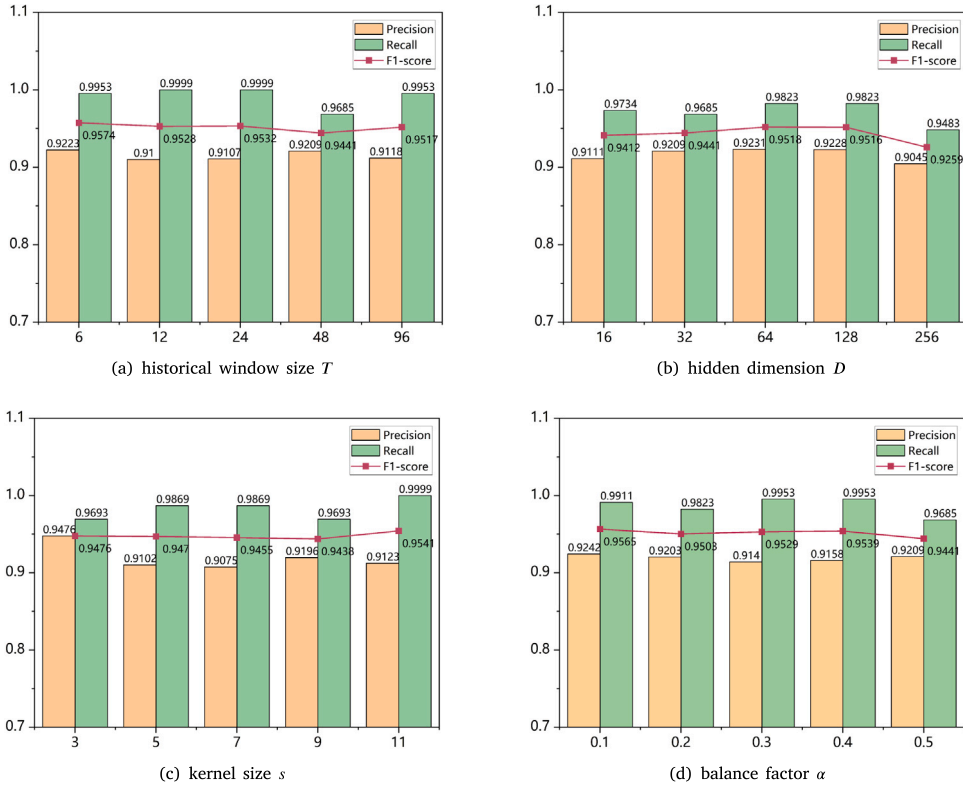 1.1
1.0
0.9
0.8
0.7
Precision
Recall
F1-score
0.9953 0.9999 0.9999 0.9685 0.9953
0.9223 0.91 0.9107 0.9209 0.9118
0.9574 0.9528 0.9532 0.9441 0.9517
6 12 24 48 96
(a) historical window size T
1.1
1.0
0.9
0.8
0.7
Precision
Recall
F1-score
0.9734 0.9685 0.9823 0.9823 0.9483
0.9111 0.9209 0.9231 0.9228 0.9045
0.9412 0.9441 0.9518 0.9516 0.9259
16 32 64 128 256
(b) hidden dimension D
1.1
1.0
0.9
0.8
0.7
Precision
Recall
F1-score
0.9693 0.9869 0.9869 0.9693 0.9999
0.9476 0.9102 0.9075 0.9196 0.9123
0.9476 0.947 0.9455 0.9438 0.9541
3 5 7 9 11
(c) kernel size s
1.1
1.0
0.9
0.8
0.7
Precision
Recall
F1-score
0.9911 0.9823 0.9953 0.9953 0.9685
0.9242 0.9203 0.914 0.9158 0.9209
0.9565 0.9503 0.9529 0.9539 0.9441
0.1 0.2 0.3 0.4 0.5
(d) balance factor α